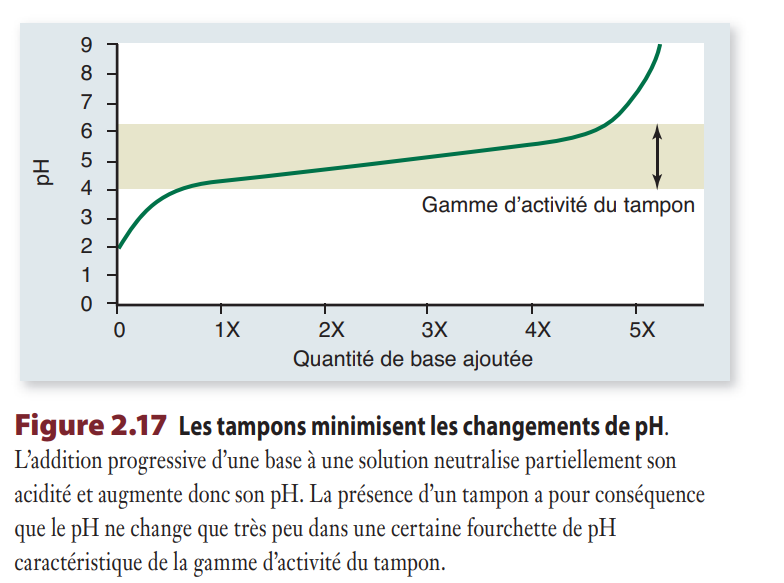 9
8
7
6
5
4
3
2
1
0
pH
Gamme d’activité du tampon
0 1X 2X 3X 4X 5X
Quantité de base ajoutée
Figure 2.17 Les tampons minimisent les changements de pH.
L’addition progressive d’une base à une solution neutralise partiellement son
acidité et augmente donc son pH. La présence d’un tampon a pour conséquence
que le pH ne change que très peu dans une certaine fourchette de pH
caractéristique de la gamme d’activité du tampon.